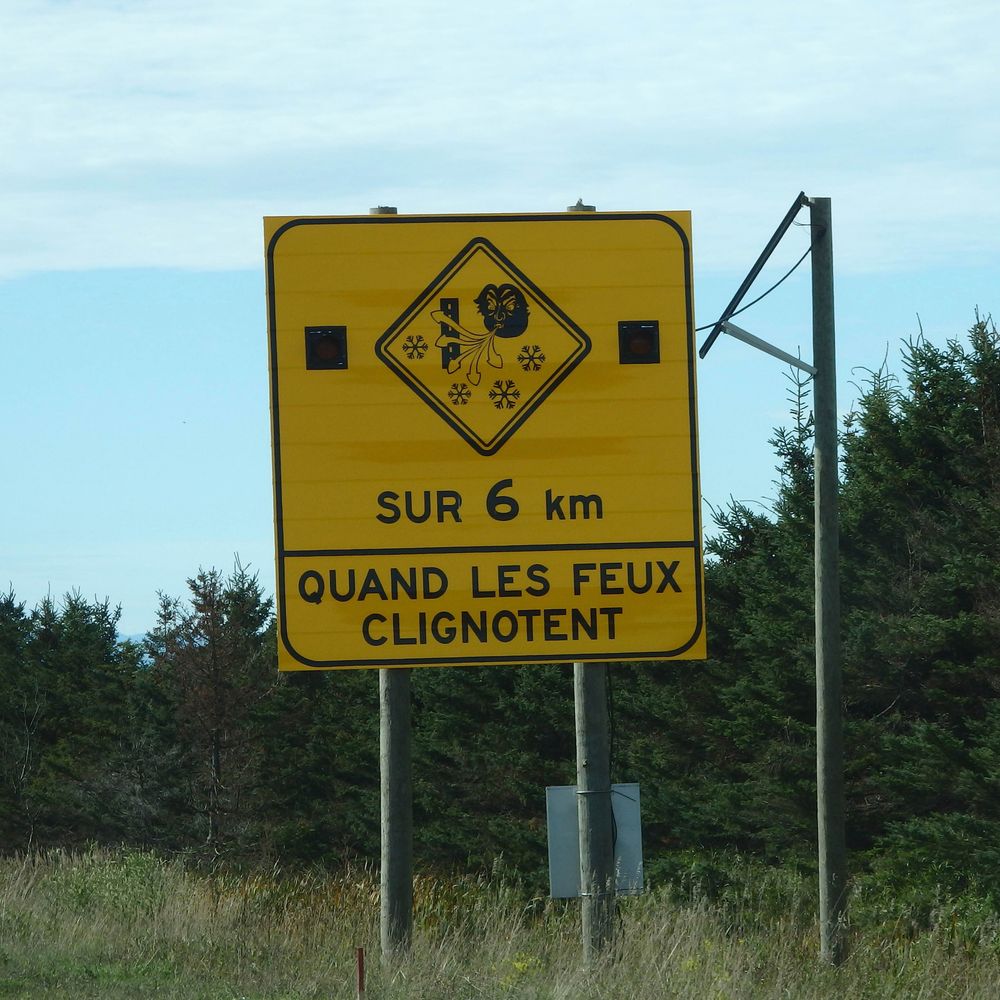 SUR 6 km
QUAND LES FEUX
CLIGNOTENT